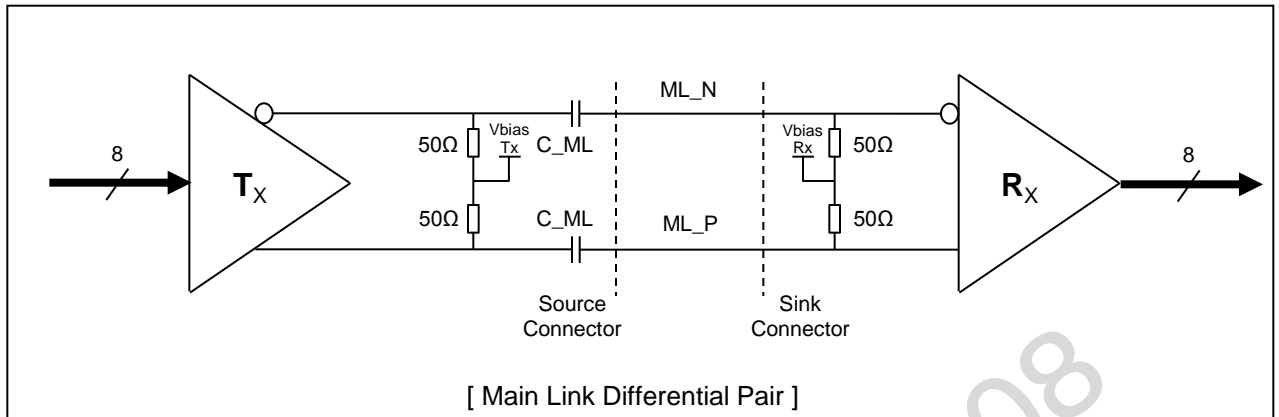 ML_N
8
Vbias
Tx
Vbias
Rx
8
50Ω
C_ML
50Ω
TX
RX
50Ω
C_ML
ML_P
50Ω
Source
Connector
Sink
Connector
[ Main Link Differential Pair ]
08